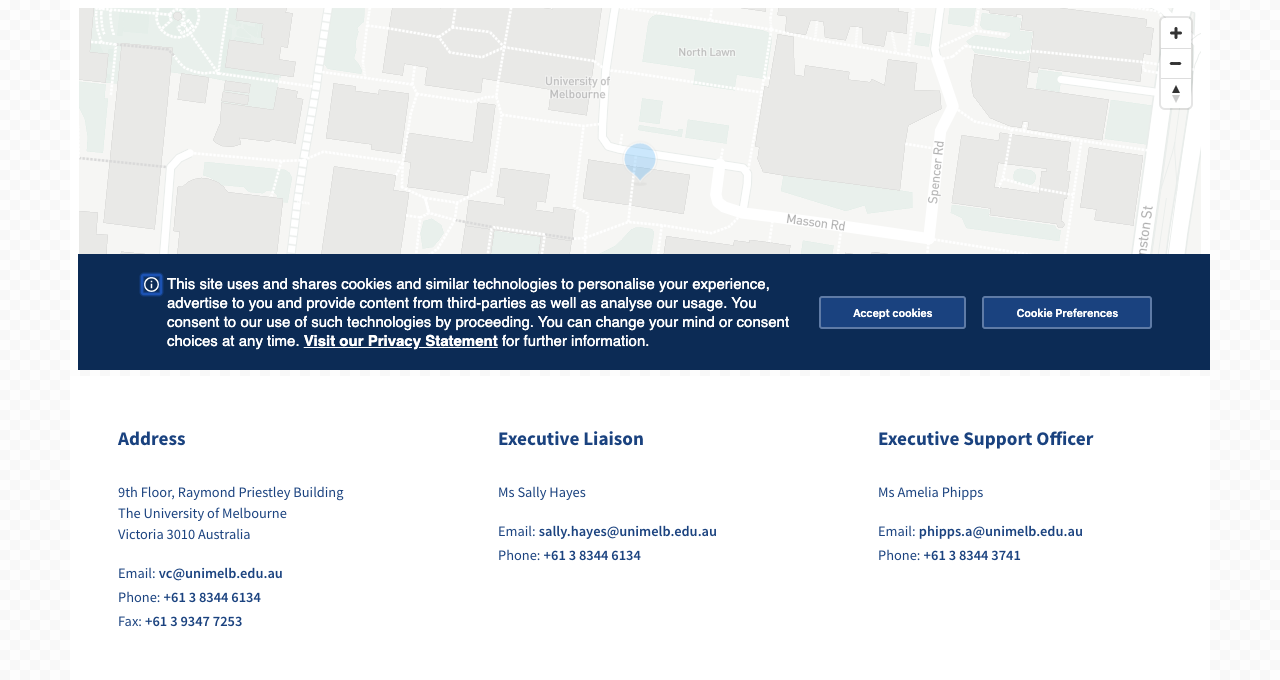 North Lawn
University of
Melbourne
Spencer Rd
Masson Rd
nston St
This site uses and shares cookies and similar technologies to personalise your experience,
advertise to you and provide content from third-parties as well as analyse our usage. You
consent to our use of such technologies by proceeding. You can change your mind or consent
choices at any time. Visit our Privacy Statement for further information.
Accept cookies
Cookie Preferences
Address
9th Floor, Raymond Priestley Building
The University of Melbourne
Victoria 3010 Australia
Email: vc@unimelb.edu.au
Phone: +61 3 8344 6134
Fax: +61 3 9347 7253
Executive Liaison
Ms Sally Hayes
Email: sally.hayes@unimelb.edu.au
Phone: +61 3 8344 6134
Executive Support Officer
Ms Amelia Phipps
Email: phipps.a@unimelb.edu.au
Phone: +61 3 8344 3741